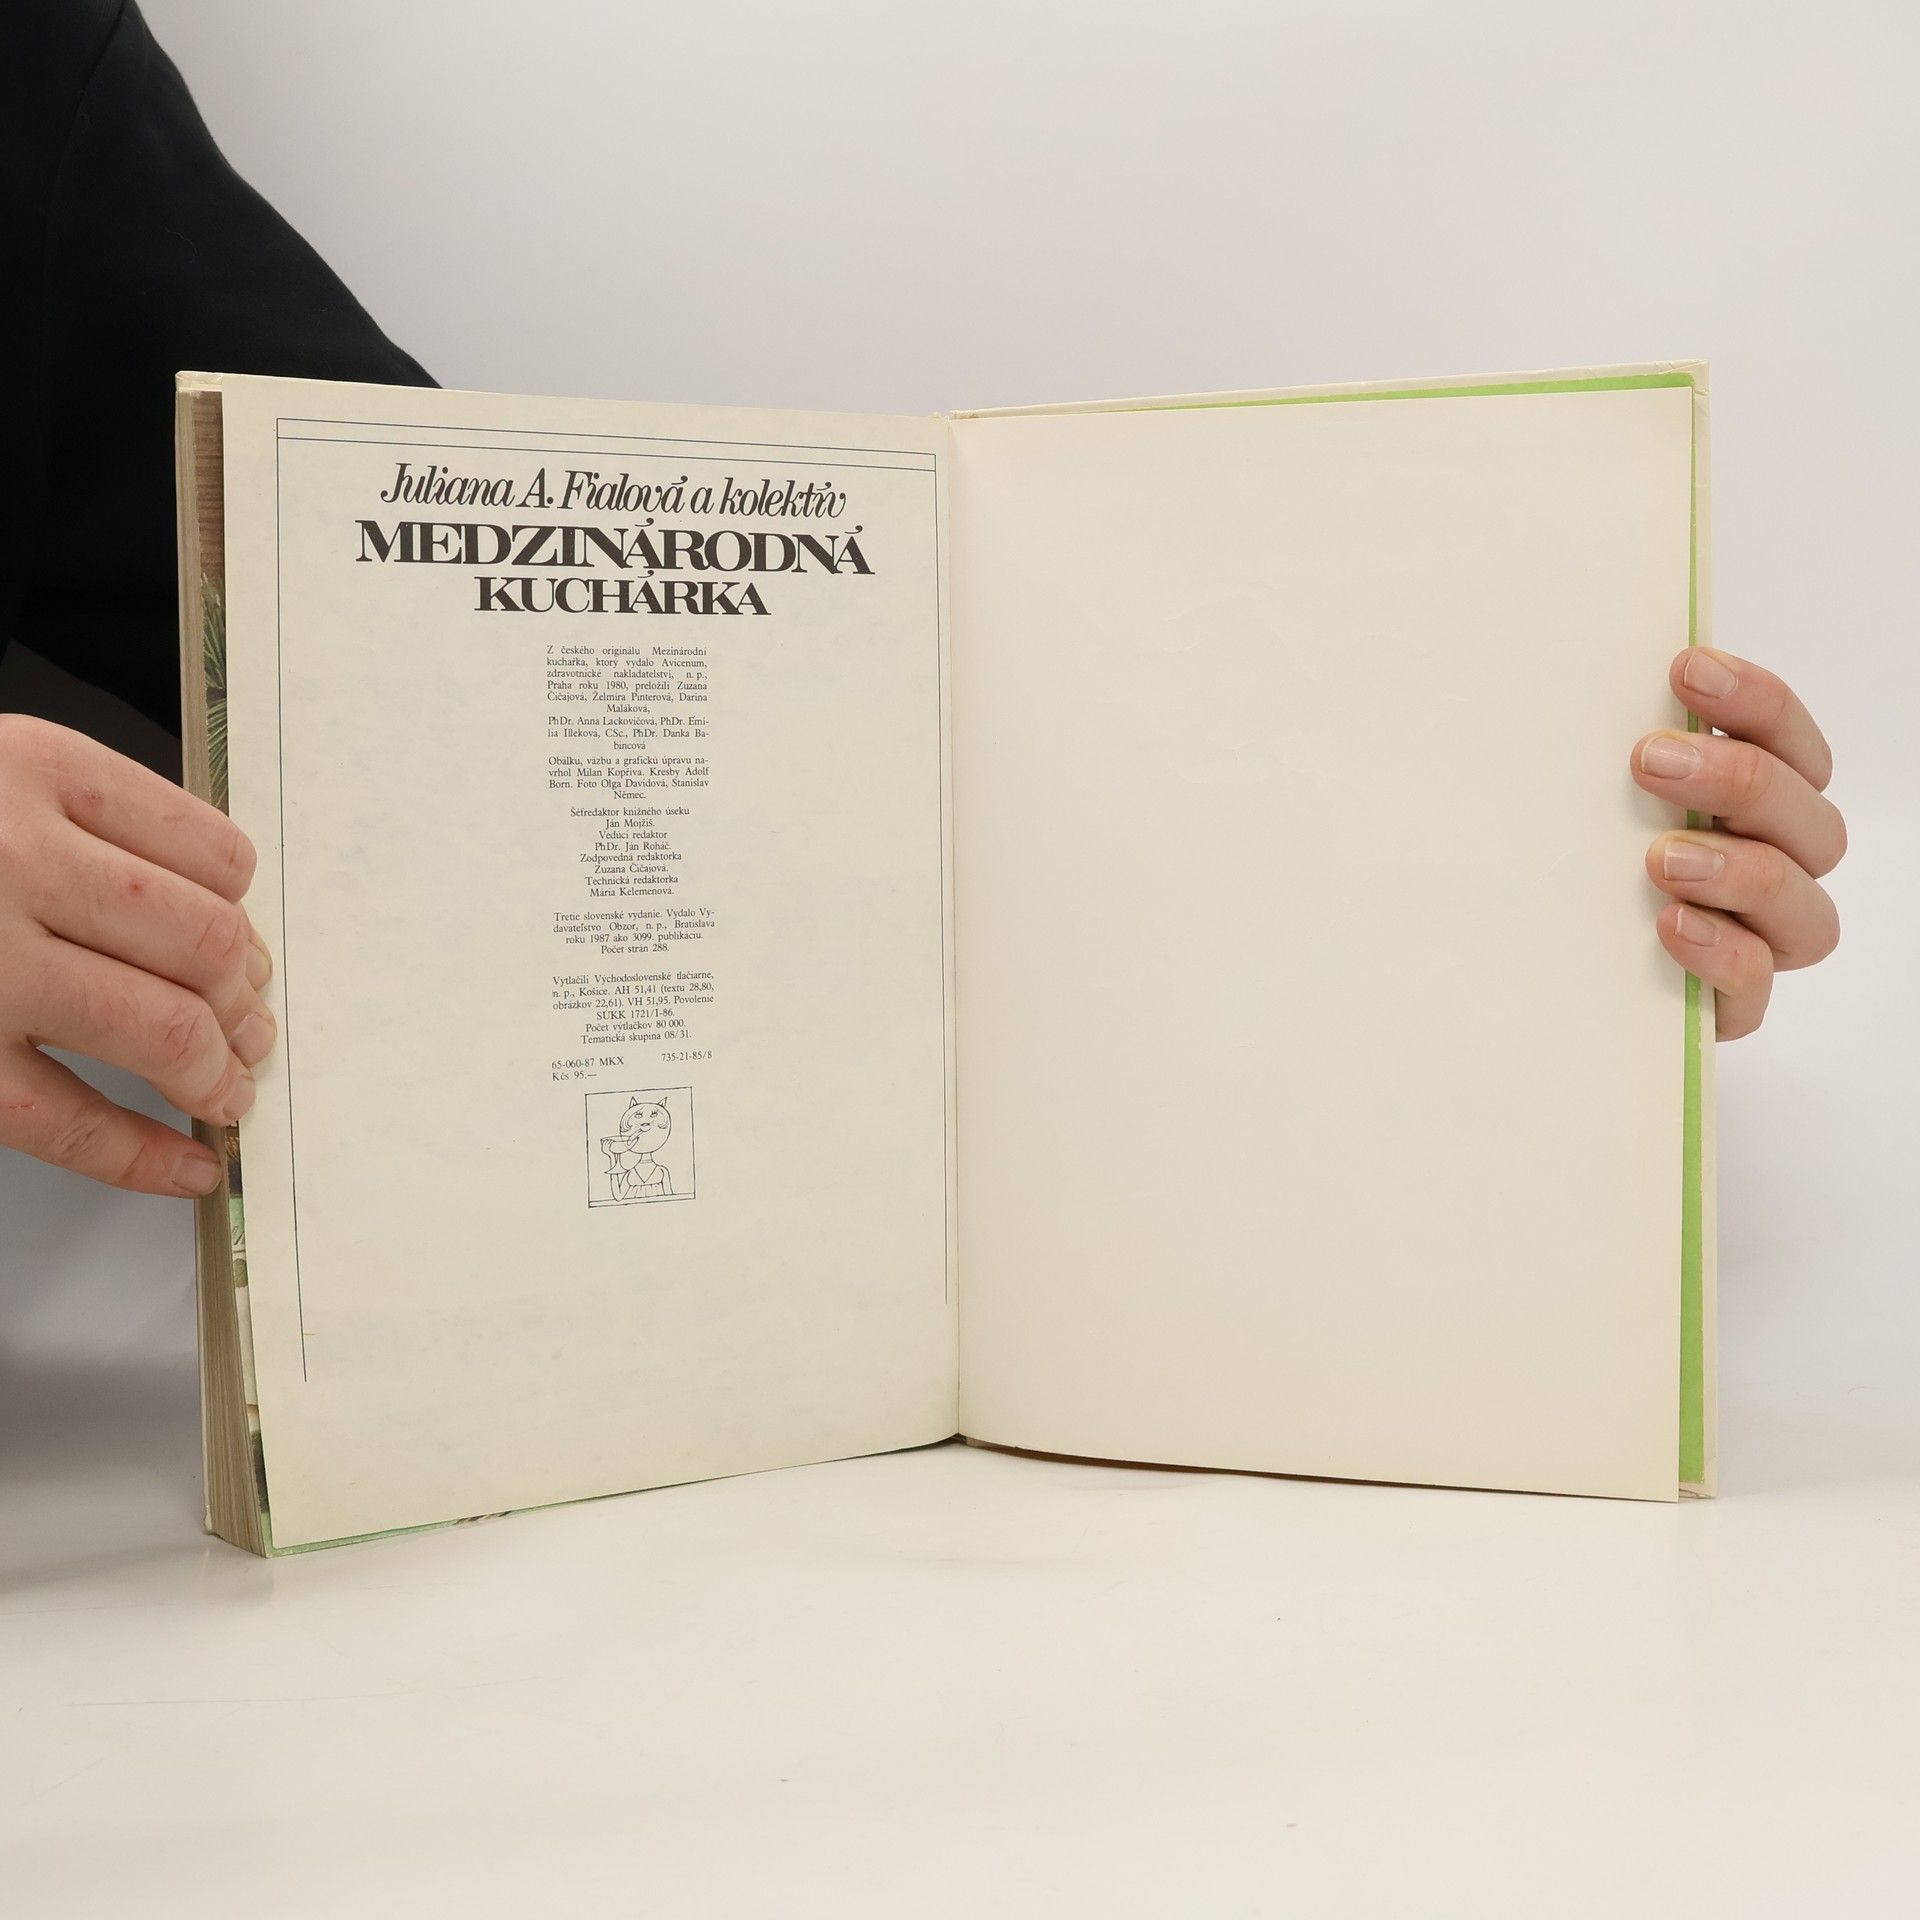 Juliana A. Fialová a kolektív
MEDZINÁRODNÁ
KUCHÁRKA
Z českého originálu Mezinárodní
kuchařka, ktorý vydalo Avicenum,
zdravotnické nakladatelství, n. p.,
Praha roku 1980, preložili Zuzana
Čičajová, Želmíra Pinterová, Darina
Maláková,
PhDr. Anna Lackovičová, PhDr. Emí-
lia Illeková, CSc., PhDr. Danka Ba-
bincová
Obálku, väzbu a grafickú úpravu na-
vrhol Milan Kopřiva. Kresby Adolf
Born. Foto Olga Davidová, Stanislav
Němec.
Šéfredaktor knižného úseku
Ján Mojžiš.
Vedúci redaktor
PhDr. Ján Roháč.
Zodpovedná redaktorka
Zuzana Čičajová.
Technická redaktorka
Mária Kelemenová.
Tretie slovenské vydanie. Vydalo Vy-
davateľstvo Obzor, n. p., Bratislava
roku 1987 ako 3099. publikáciu.
Počet strán 288.
Vytlačili Východoslovenské tlačiarne,
n. p., Košice. AH 51,41 (textu 28,80,
obrázkov 22,61). VH 51,95. Povolenie
SÚKK 1721/I-86.
Počet výtlačkov 80 000.
Tematická skupina 08/31.
65-060-87 MKX 735-21-85/8
Kčs 95,—